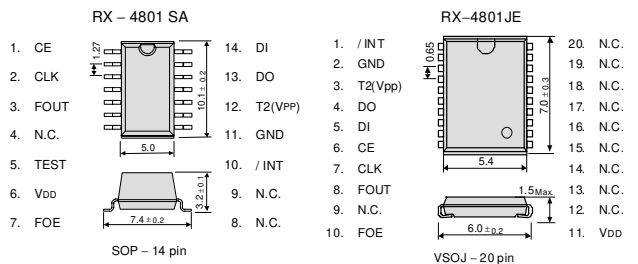 RX – 4801 SA
1. CE
2. CLK
3. FOUT
4. N.C.
5. TEST
6. VDD
7. FOE
1.27
10.1 ± 0.2
5.0
3.2 ± 0.1
7.4 ± 0.2
14. DI
13. DO
12. T2(VPP)
11. GND
10. / INT
9. N.C.
8. N.C.
SOP – 14 pin
RX–4801JE
1. / INT
2. GND
3. T2(Vpp)
4. DO
5. DI
6. CE
7. CLK
8. FOUT
9. N.C.
10. FOE
0.65
7.0 ± 0.3
5.4
1.5 Max.
6.0 ± 0.2
20. N.C.
19. N.C.
18. N.C.
17. N.C.
16. N.C.
15. N.C.
14. N.C.
13. N.C.
12. N.C.
11. VDD
VSOJ – 20 pin